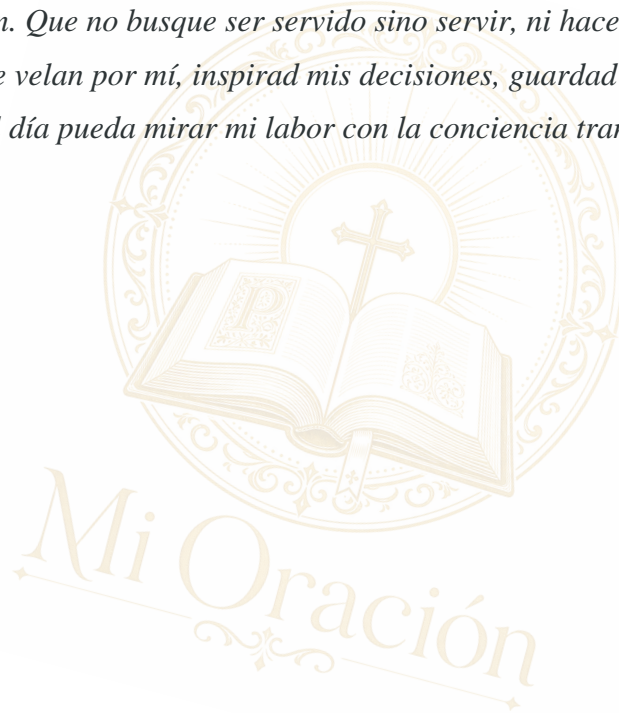 n. Que no busque ser servido sino servir, ni hace
e velan por mí, inspirad mis decisiones, guardad
l día pueda mirar mi labor con la conciencia tran
P
Mi Oración